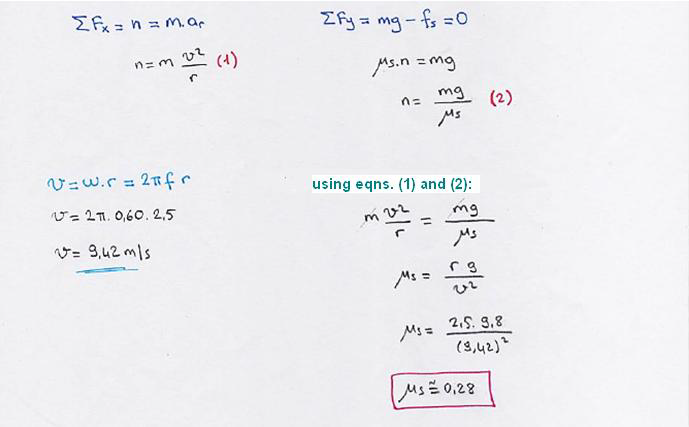 ΣFx = n = m.ar
n = m v²/r (1)
ΣFy = mg - fs = 0
μs.n = mg
n = mg/μs (2)
v = w.r = 2πf r
v = 2π. 0,60. 2,5
v = 9,42 m/s
using eqns. (1) and (2):
m v²/r = mg/μs
μs = r g/v²
μs = 2,5. 9,8/(9,42)²
μs ≅ 0,28